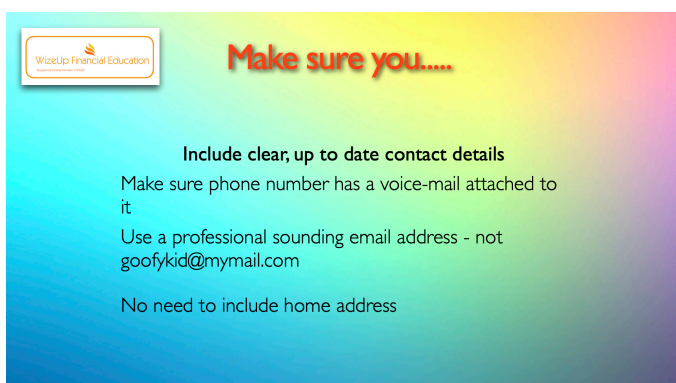 WizeUp Financial Education
Make sure you.....
Include clear, up to date contact details
Make sure phone number has a voice-mail attached to
it
Use a professional sounding email address - not
goofykid@mymail.com
No need to include home address